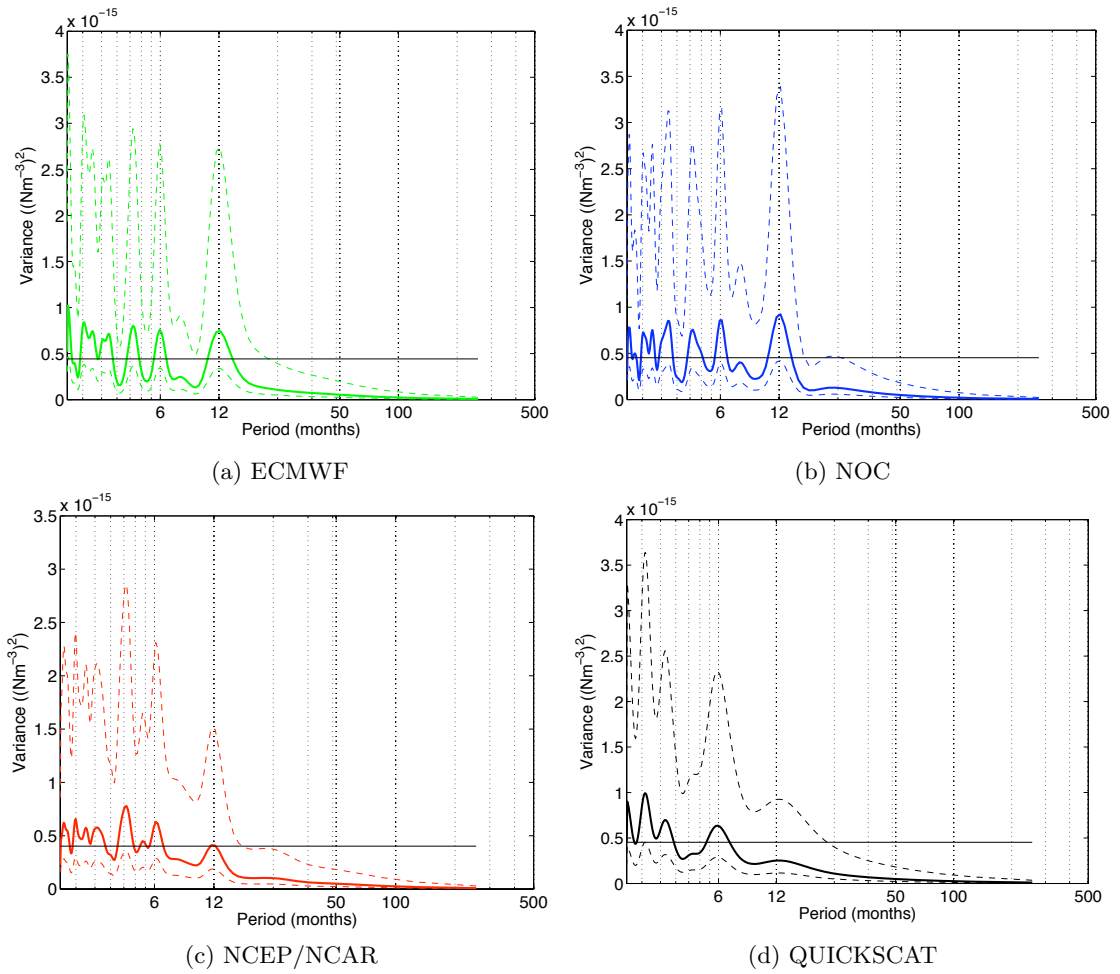 x 10⁻¹⁵
4
3.5
3
2.5
2
1.5
1
0.5
0
Variance ((Nm⁻³)²)
6 12 50 100 500
Period (months)
(a) ECMWF
x 10⁻¹⁵
4
3.5
3
2.5
2
1.5
1
0.5
0
Variance ((Nm⁻³)²)
6 12 50 100 500
Period (months)
(b) NOC
x 10⁻¹⁵
3.5
3
2.5
2
1.5
1
0.5
0
Variance ((Nm⁻³)²)
6 12 50 100 500
Period (months)
(c) NCEP/NCAR
x 10⁻¹⁵
4
3.5
3
2.5
2
1.5
1
0.5
0
Variance ((Nm⁻³)²)
6 12 50 100 500
Period (months)
(d) QUICKSCAT